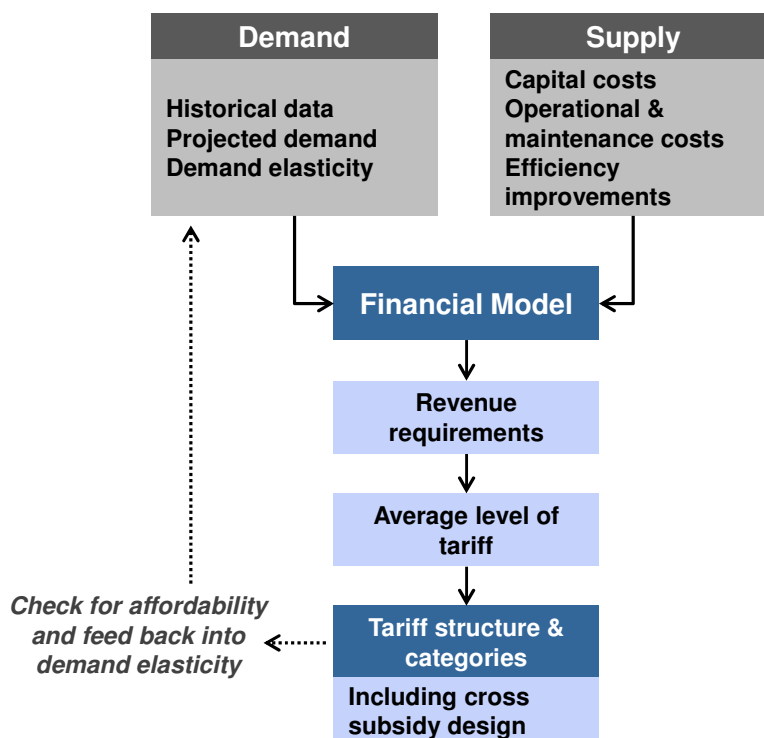 Demand
Historical data
Projected demand
Demand elasticity
Supply
Capital costs
Operational &
maintenance costs
Efficiency
improvements
Financial Model
Revenue
requirements
Average level of
tariff
Tariff structure &
categories
Including cross
subsidy design
Check for affordability
and feed back into
demand elasticity